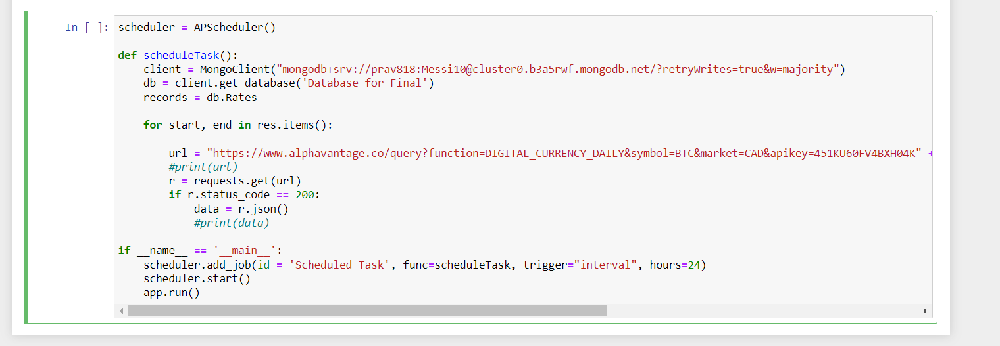 In [ ]: scheduler = APScheduler()
def scheduleTask():
client = MongoClient("mongodb+srv://prav818:Messi10@cluster0.b3a5rwf.mongodb.net/?retryWrites=true&w=majority")
db = client.get_database('Database_for_Final')
records = db.Rates
for start, end in res.items():
url = "https://www.alphavantage.co/query?function=DIGITAL_CURRENCY_DAILY&symbol=BTC&market=CAD&apikey=451KU60FV4BXH04K" +
#print(url)
r = requests.get(url)
if r.status_code == 200:
data = r.json()
#print(data)
if __name__ == '__main__':
scheduler.add_job(id = 'Scheduled Task', func=scheduleTask, trigger="interval", hours=24)
scheduler.start()
app.run()